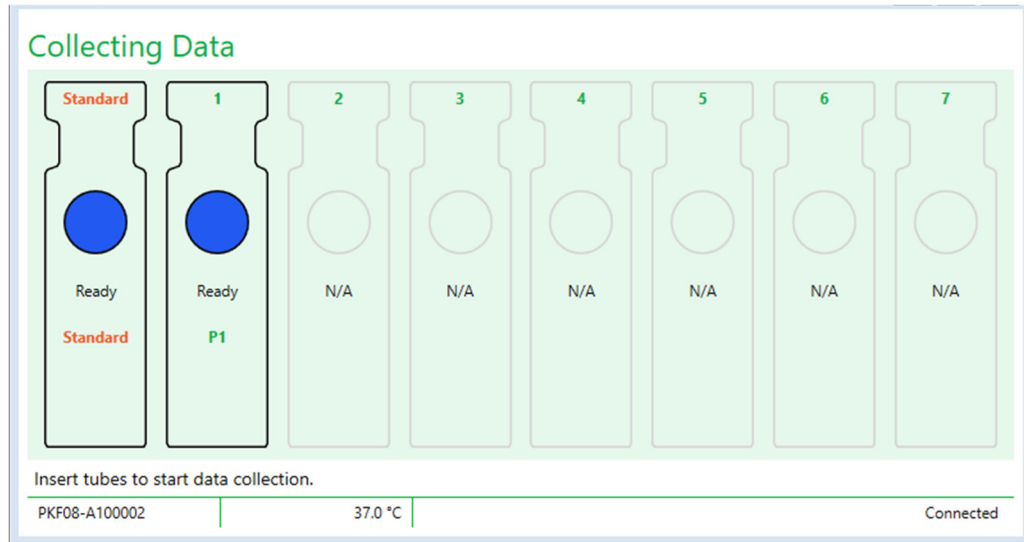 Collecting Data
Standard 1 2 3 4 5 6 7
Ready Ready N/A N/A N/A N/A N/A N/A
Standard P1
Insert tubes to start data collection.
PKF08-A100002 37.0 °C Connected